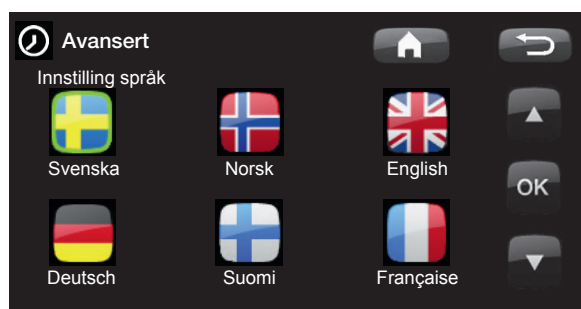 Avansert
Innstilling språk
Svenska Norsk English
OK
Deutsch Suomi Française